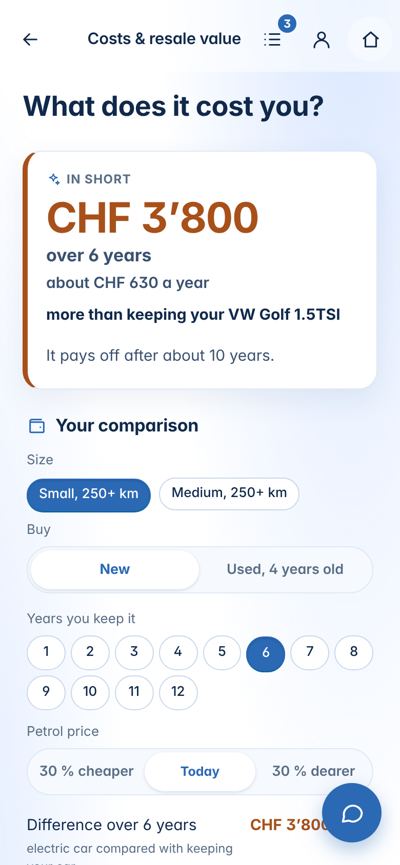 Costs & resale value
3
What does it cost you?
IN SHORT
CHF 3’800
over 6 years
about CHF 630 a year
more than keeping your VW Golf 1.5TSI
It pays off after about 10 years.
Your comparison
Size
Small, 250+ km
Medium, 250+ km
Buy
New
Used, 4 years old
Years you keep it
1 2 3 4 5 6 7 8
9 10 11 12
Petrol price
30 % cheaper
Today
30 % dearer
Difference over 6 years
CHF 3’80
electric car compared with keeping